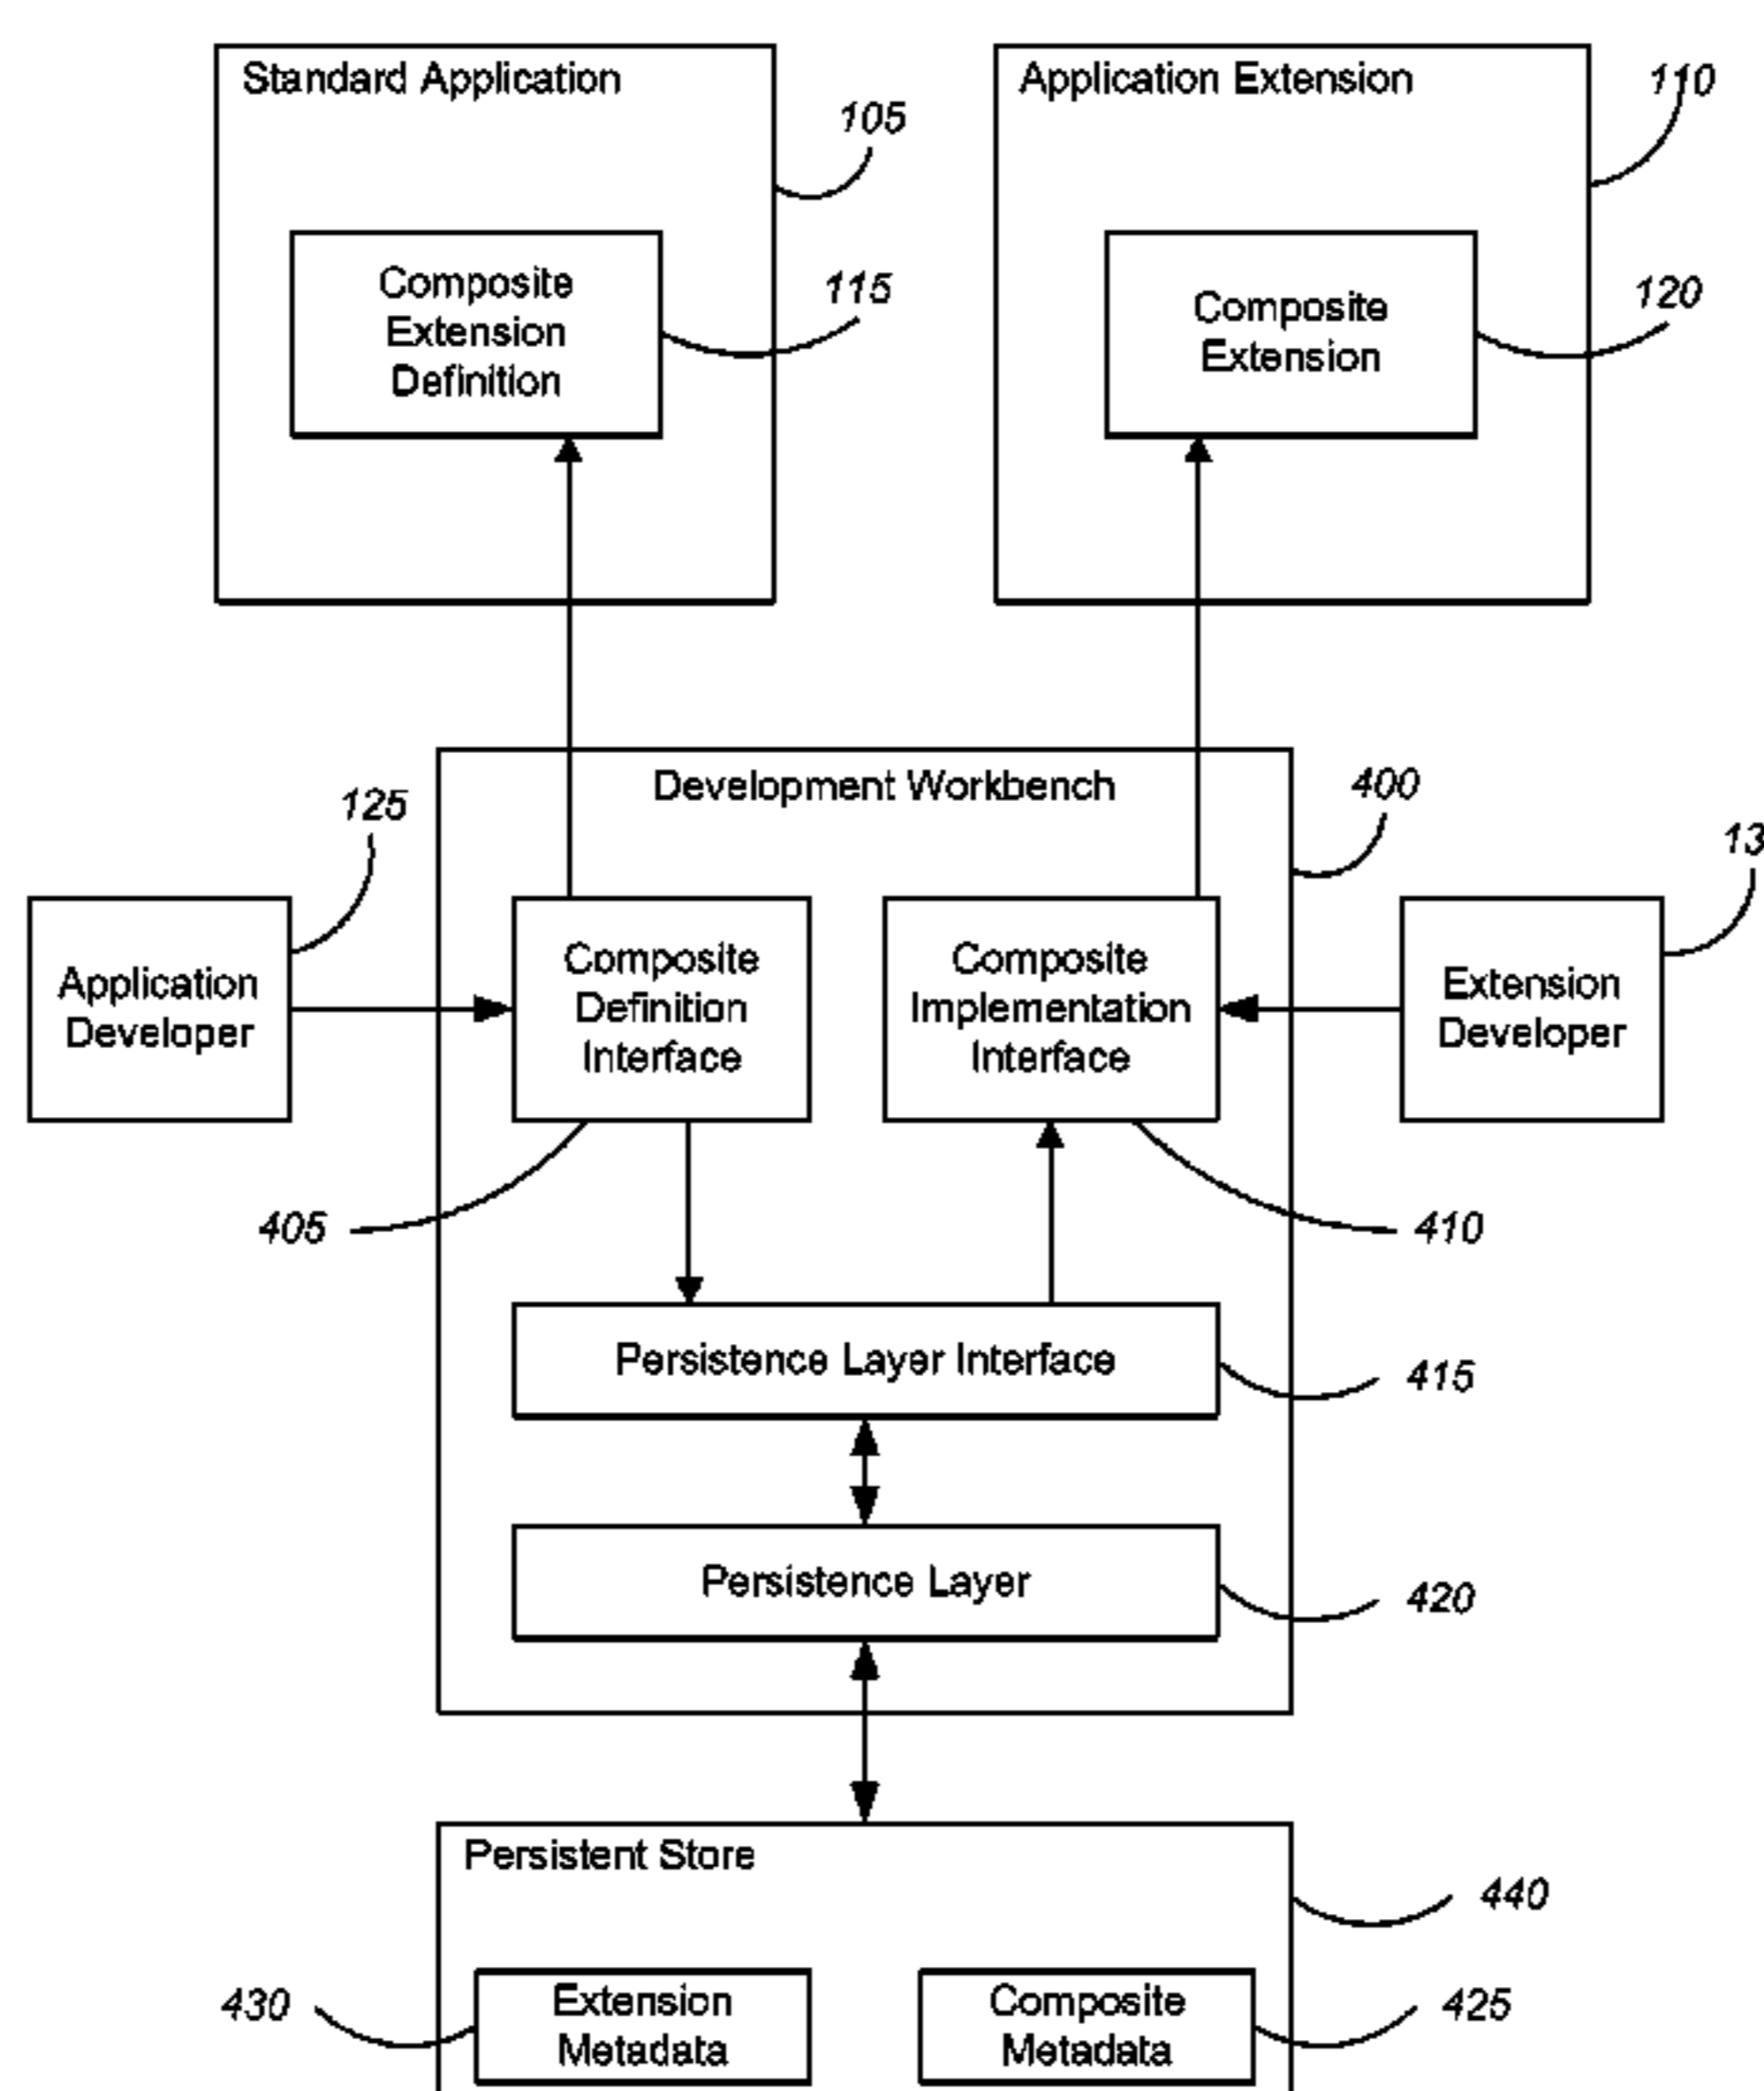 Standard Application
Application Extension
110
105
Composite
Extension
Definition
115
Composite
Extension
120
Development Workbench
400
125
13
Application
Developer
Composite
Definition
Interface
Composite
Implementation
Interface
Extension
Developer
405
410
Persistence Layer Interface
415
Persistence Layer
420
Persistent Store
440
430
Extension
Metadata
Composite
Metadata
425